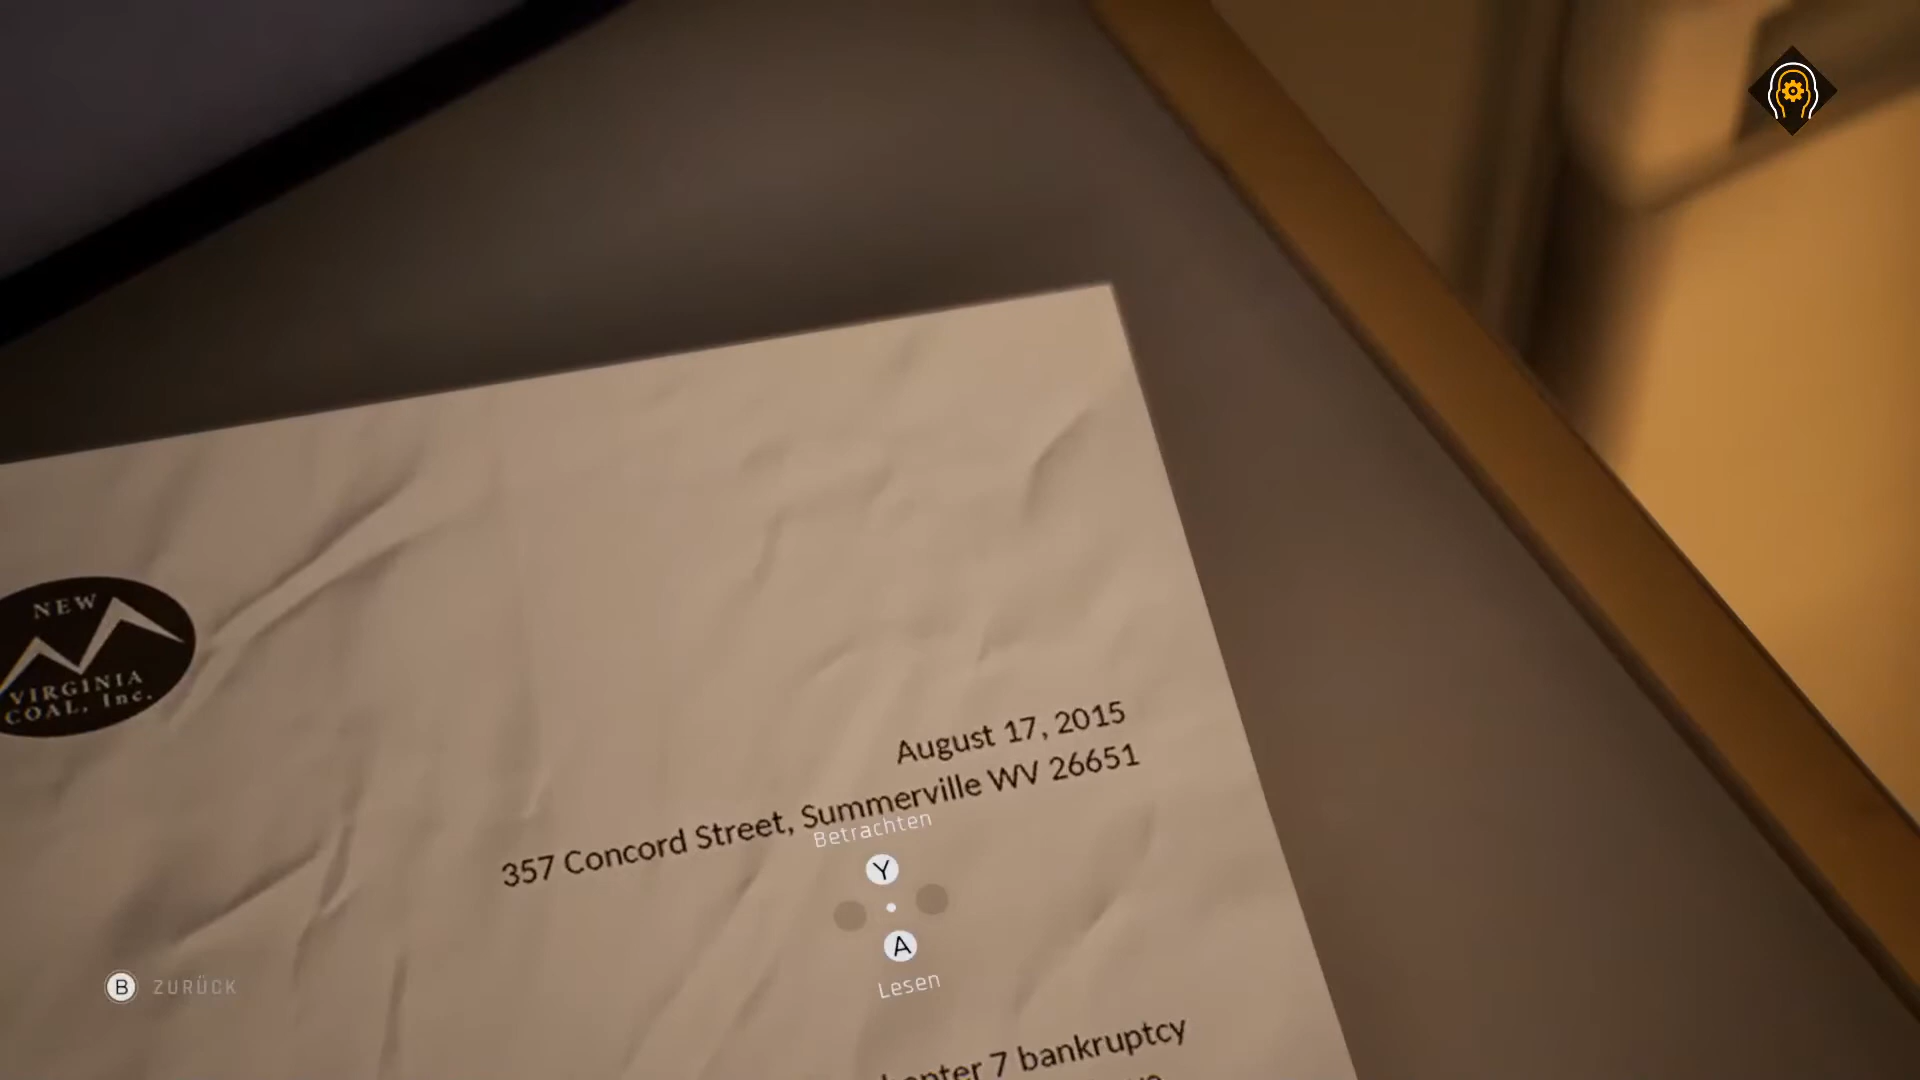 NEW
VIRGINIA
COAL, Inc.
August 17, 2015
357 Concord Street, Summerville WV 26651
Betrachten
Y
A
Lesen
B ZURÜCK
7 bankruptcy